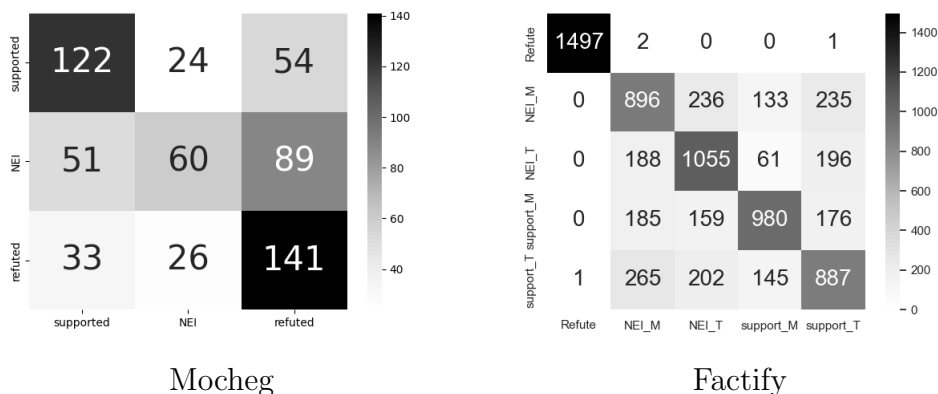 supported 122 24 54
NEI 51 60 89
refuted 33 26 141
supported NEI refuted
140
120
100
80
60
40
Mocheg
Refute 1497 2 0 0 1
NEI_M 0 896 236 133 235
NEI_T 0 188 1055 61 196
support_M 0 185 159 980 176
support_T 1 265 202 145 887
Refute NEI_M NEI_T support_M support_T
1400
1200
1000
800
600
400
200
0
Factify